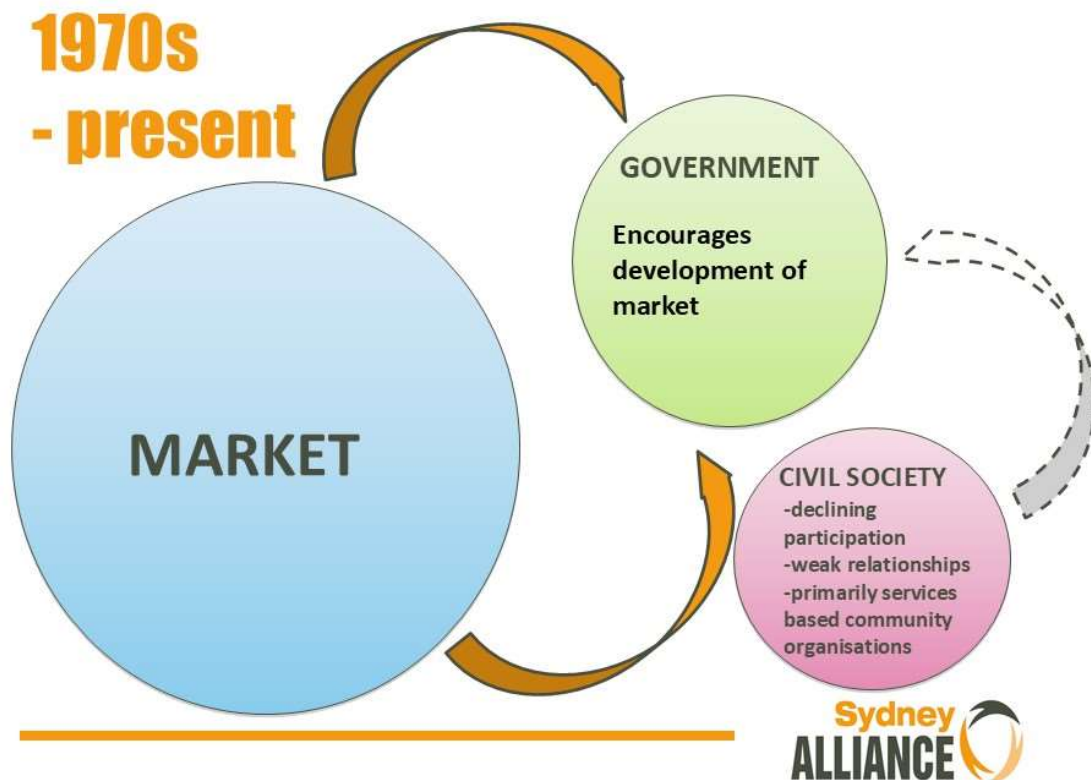 1970s
- present
GOVERNMENT
Encourages
development of
market
MARKET
CIVIL SOCIETY
-declining
participation
-weak relationships
-primarily services
based community
organisations
Sydney
ALLIANCE